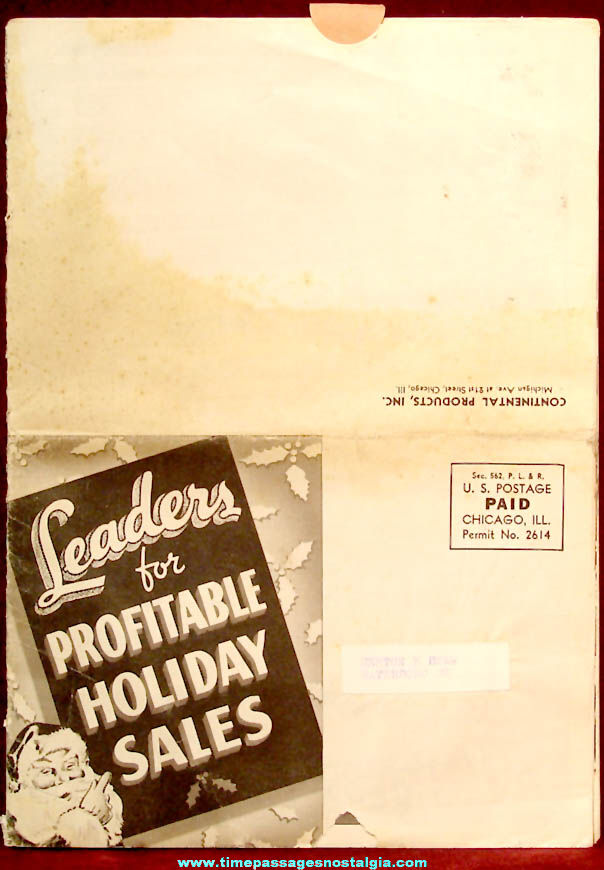 CONTINENTAL PRODUCTS, INC.
Michigan Ave. at 21st Street, Chicago, Ill.
Leaders
for
PROFITABLE
HOLIDAY
SALES
Sec. 562, P. L. & R.
U. S. POSTAGE
PAID
CHICAGO, ILL.
Permit No. 2614
www.timepassagesnostalgia.com